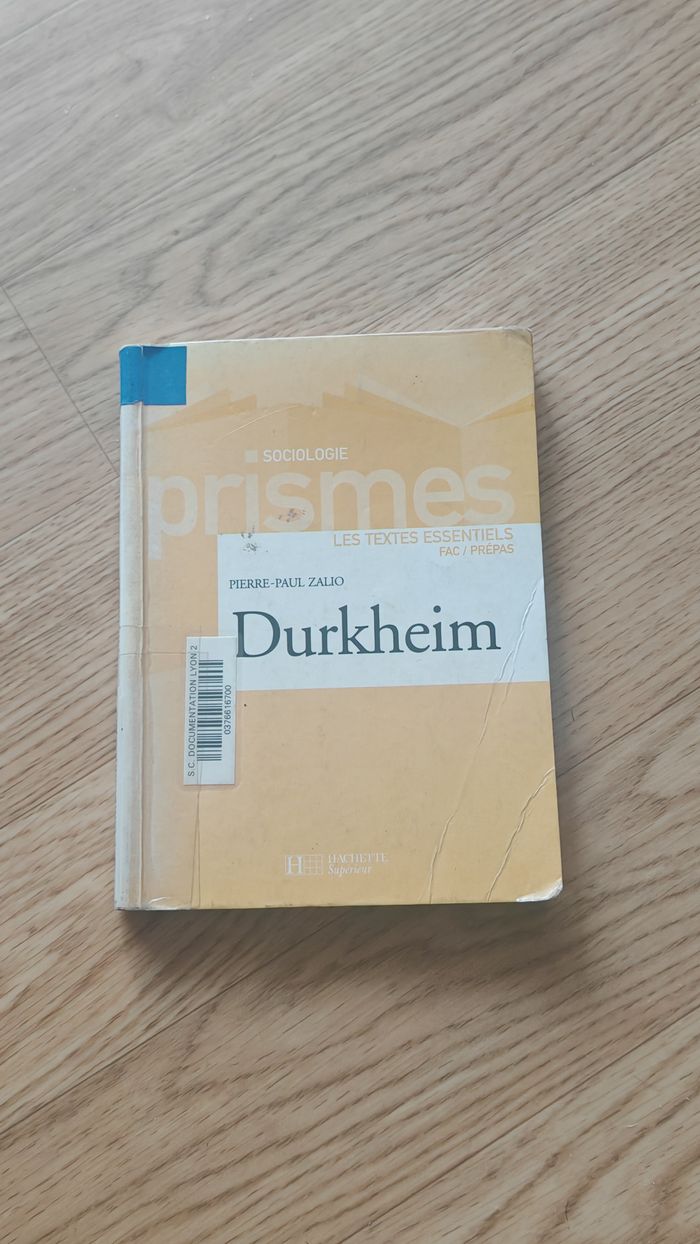 SOCIOLOGIE
prismes
LES TEXTES ESSENTIELS
FAC / PRÉPAS
PIERRE-PAUL ZALIO
Durkheim
S.C. DOCUMENTATION LYON 2
0376616700
H HACHETTE
Supérieur